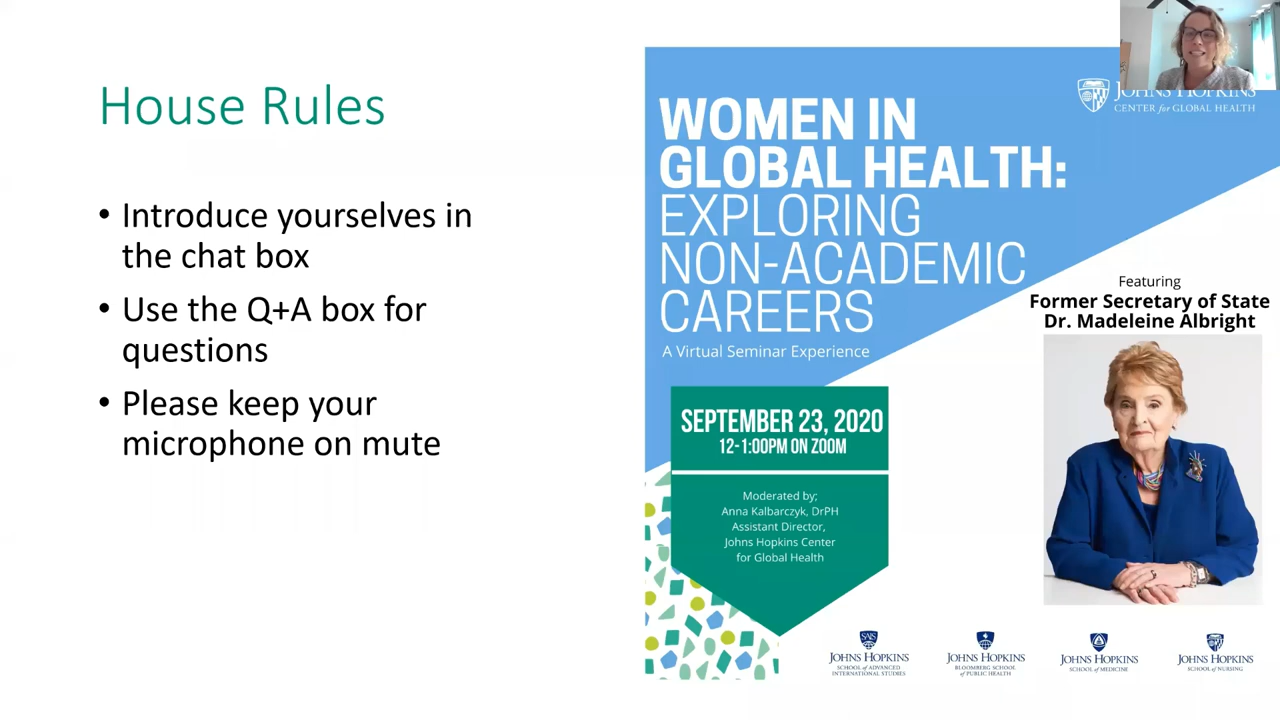 House Rules
• Introduce yourselves in
the chat box
• Use the Q+A box for
questions
• Please keep your
microphone on mute
JOHNS HOPKINS
CENTER for GLOBAL HEALTH
WOMEN IN
GLOBAL HEALTH:
EXPLORING
NON-ACADEMIC
CAREERS
A Virtual Seminar Experience
Featuring
Former Secretary of State
Dr. Madeleine Albright
SEPTEMBER 23, 2020
12-1:00PM ON ZOOM
Moderated by;
Anna Kalbarczyk, DrPH
Assistant Director,
Johns Hopkins Center
for Global Health
SAIS
JOHNS HOPKINS
SCHOOL of ADVANCED
INTERNATIONAL STUDIES
JOHNS HOPKINS
BLOOMBERG SCHOOL
of PUBLIC HEALTH
JOHNS HOPKINS
SCHOOL of MEDICINE
JOHNS HOPKINS
SCHOOL of NURSING